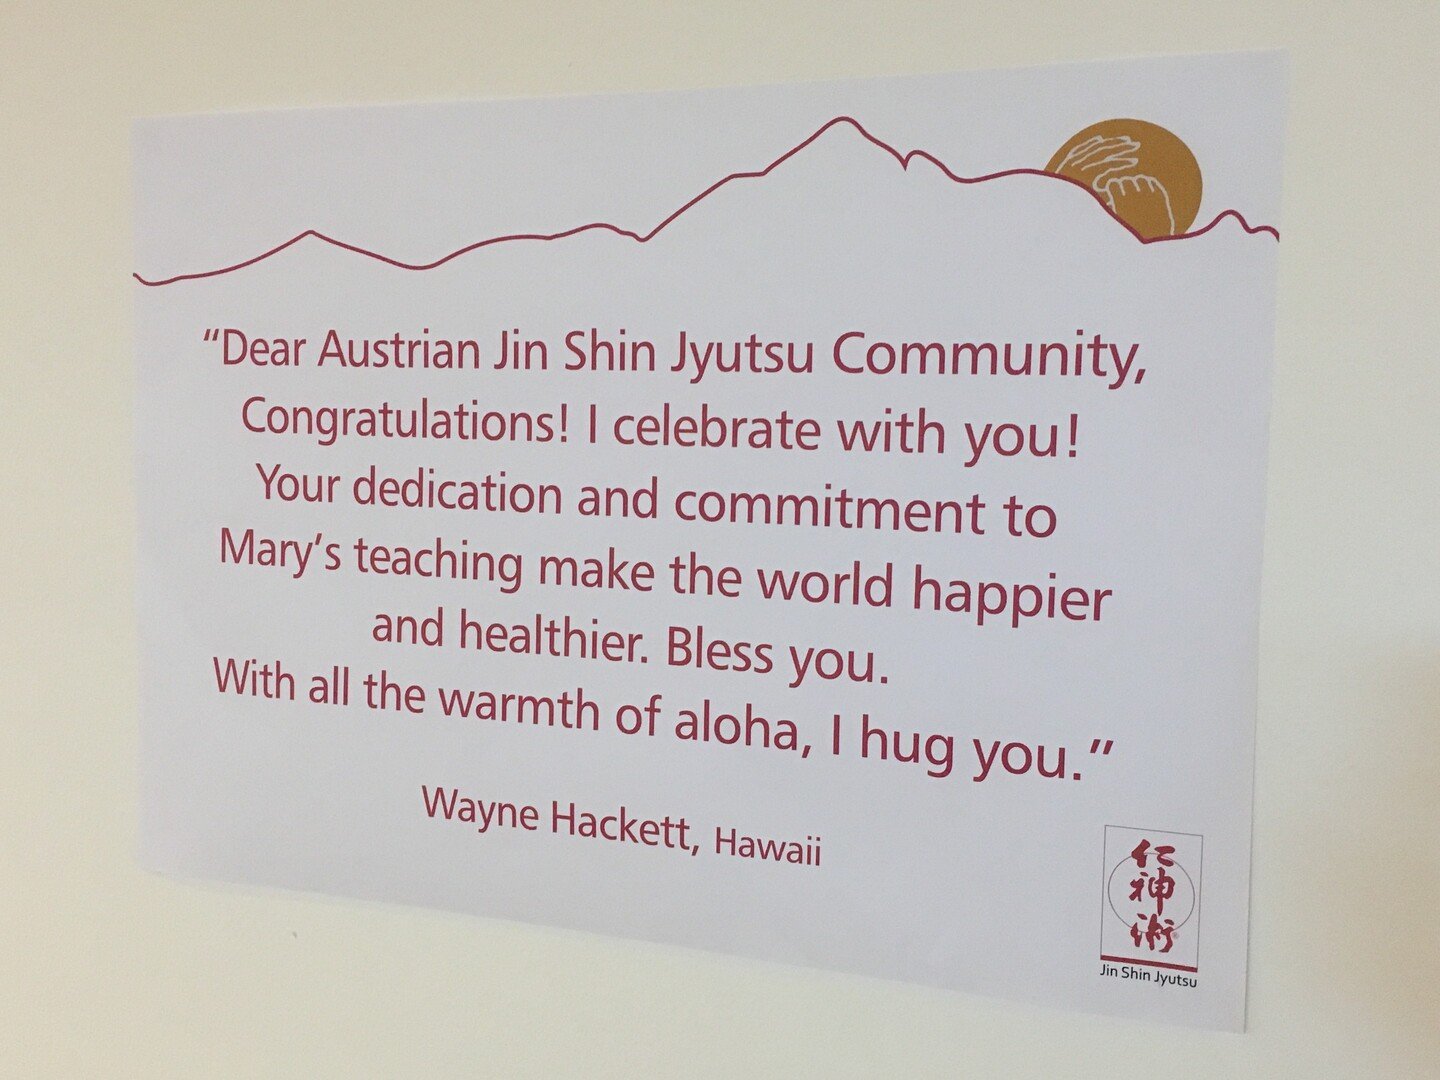 “Dear Austrian Jin Shin Jyutsu Community,
Congratulations! I celebrate with you!
Your dedication and commitment to
Mary’s teaching make the world happier
and healthier. Bless you.
With all the warmth of aloha, I hug you.”
Wayne Hackett, Hawaii
仁
神
術®
Jin Shin Jyutsu